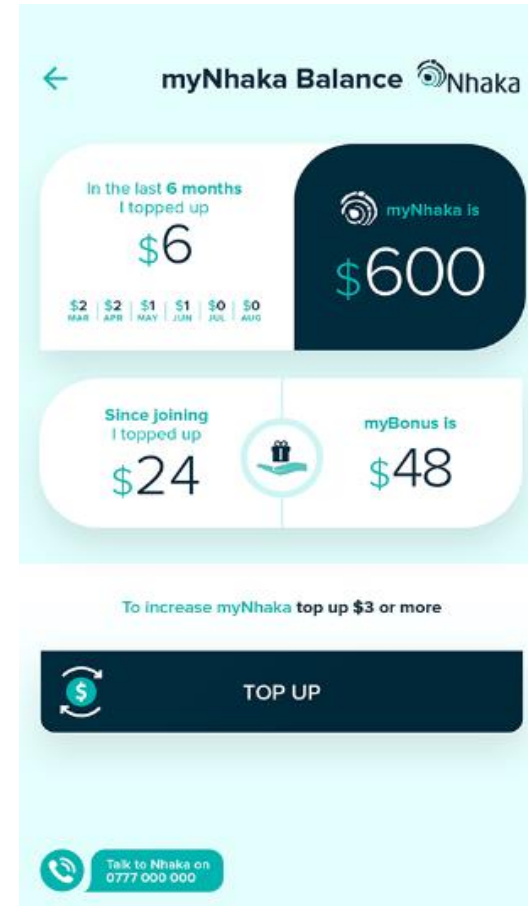 myNhaka Balance
Nhaka
In the last 6 months
I topped up
$6
$2 $2 $1 $1 $0 $0
MAR APR MAY JUN JUL AUG
myNhaka is
$600
Since joining
I topped up
$24
myBonus is
$48
To increase myNhaka top up $3 or more
$
TOP UP
Talk to Nhaka on
0777 000 000